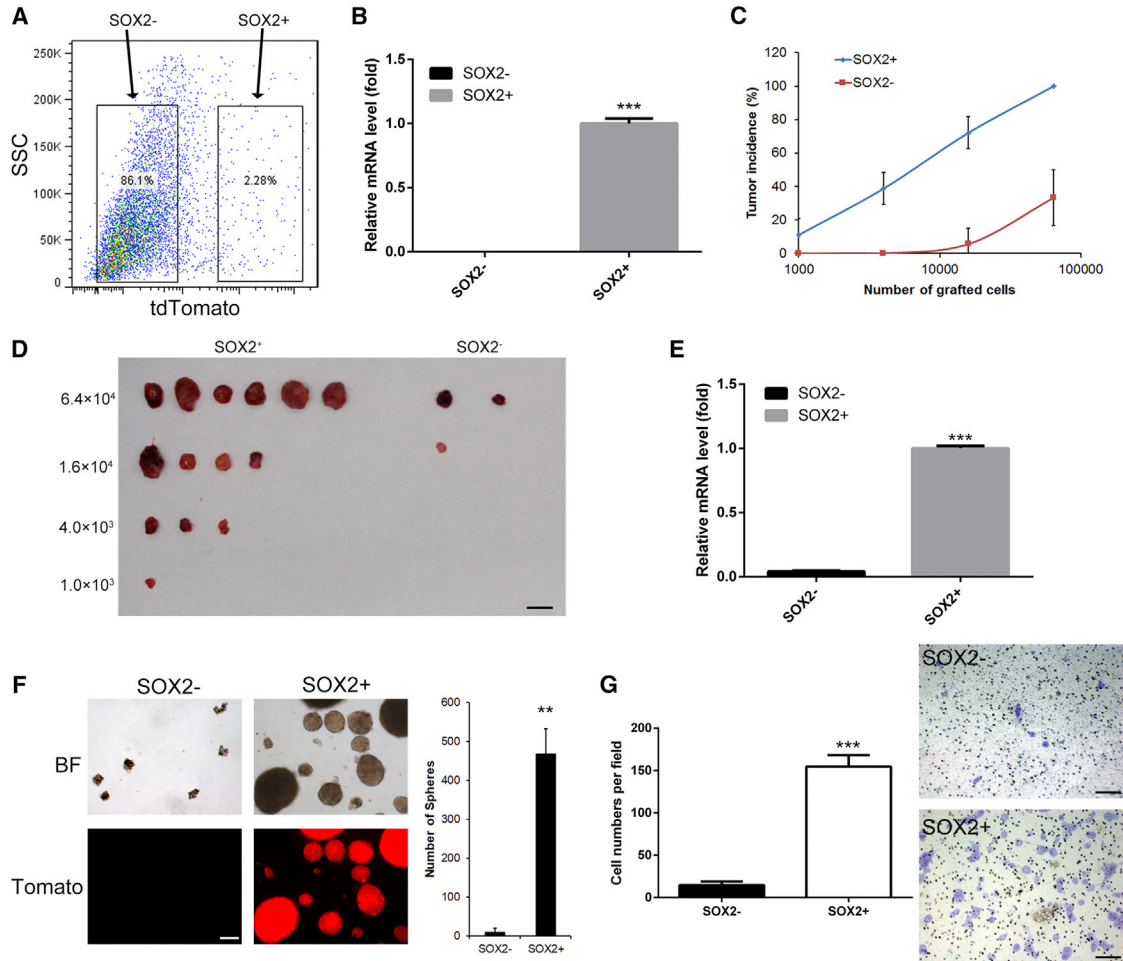 A
SOX2-
SOX2+
250K
200K
150K
100K
50K
0
SSC
86.1%
2.28%
tdTomato
B
Relative mRNA level (fold)
1.5
1.0
0.5
0.0
SOX2-
SOX2+
***
SOX2-
SOX2+
C
Tumor incidence (%)
120
100
80
60
40
20
0
SOX2+
SOX2-
1000
10000
100000
Number of grafted cells
D
SOX2⁺
SOX2⁻
6.4×10⁴
1.6×10⁴
4.0×10³
1.0×10³
E
Relative mRNA level (fold)
1.5
1.0
0.5
0.0
SOX2-
SOX2+
***
SOX2-
SOX2+
F
SOX2-
SOX2+
BF
Tomato
Number of Spheres
600
500
400
300
200
100
0
**
SOX2-
SOX2+
G
Cell numbers per field
200
150
100
50
0
***
SOX2-
SOX2+
SOX2-
SOX2+